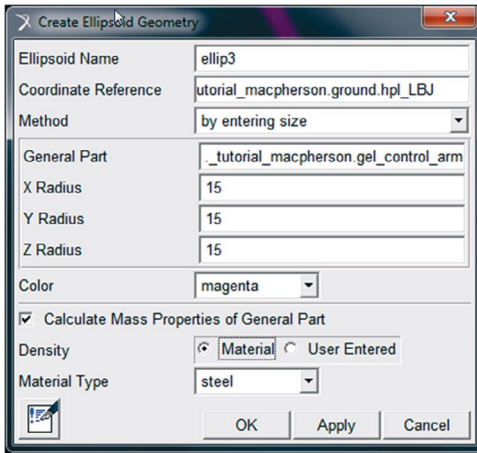 Create Ellipsoid Geometry
Ellipsoid Name ellip3
Coordinate Reference utorial_macpherson.ground.hpl_LBJ
Method by entering size
General Part ._tutorial_macpherson.gel_control_arm
X Radius 15
Y Radius 15
Z Radius 15
Color magenta
Calculate Mass Properties of General Part
Density Material User Entered
Material Type steel
OK Apply Cancel